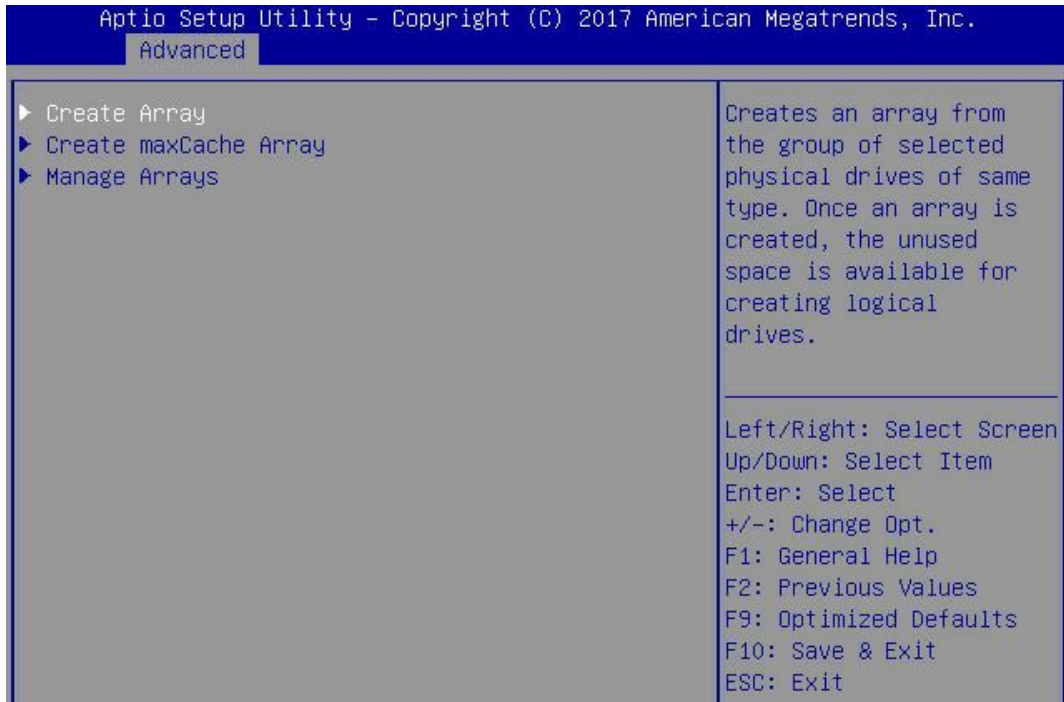 Aptio Setup Utility – Copyright (C) 2017 American Megatrends, Inc.
Advanced
Create Array
Create maxCache Array
Manage Arrays
Creates an array from
the group of selected
physical drives of same
type. Once an array is
created, the unused
space is available for
creating logical
drives.
Left/Right: Select Screen
Up/Down: Select Item
Enter: Select
+/-: Change Opt.
F1: General Help
F2: Previous Values
F9: Optimized Defaults
F10: Save & Exit
ESC: Exit